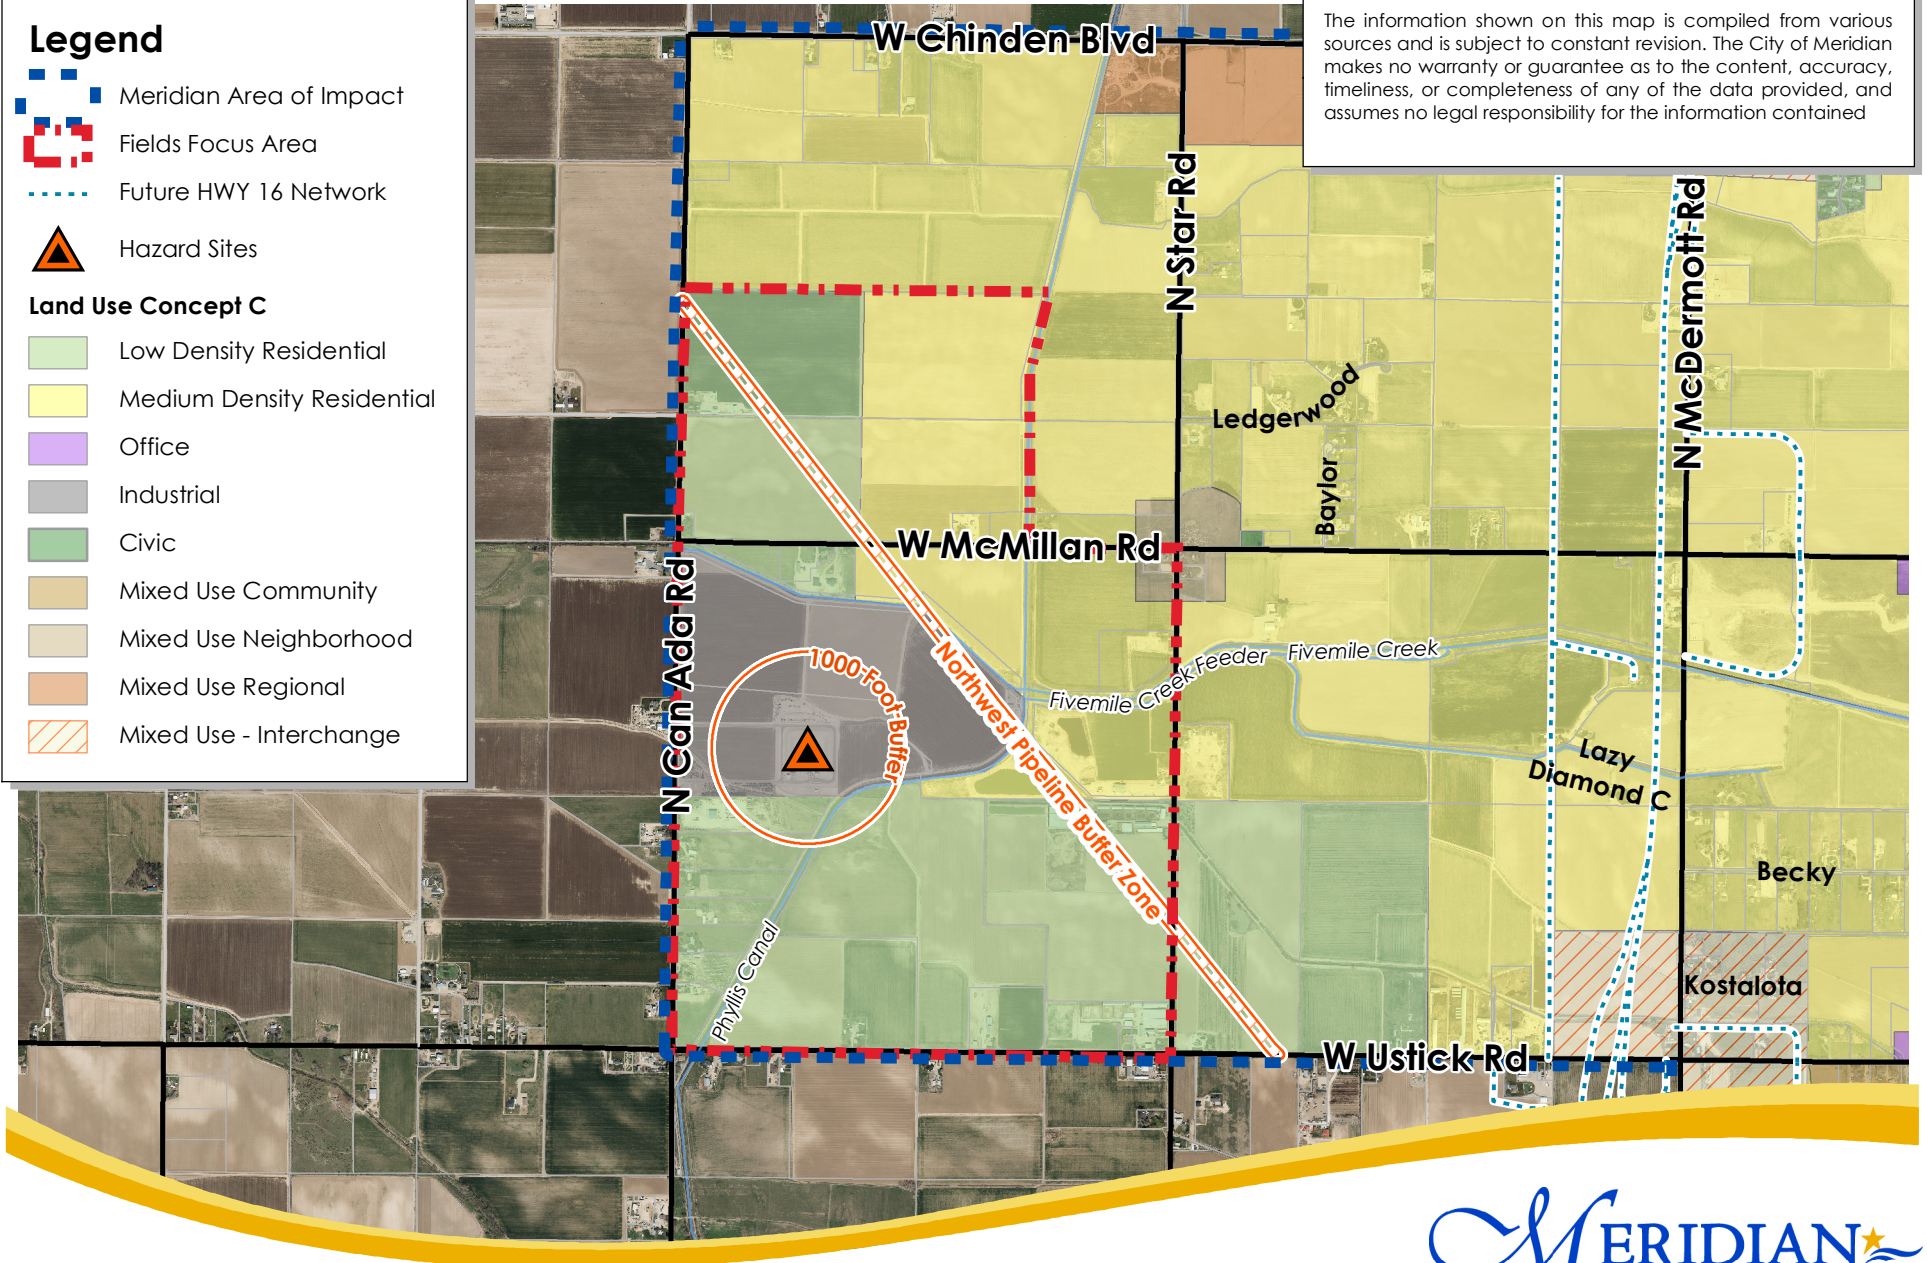 Legend
Meridian Area of Impact
Fields Focus Area
Future HWY 16 Network
Hazard Sites
Land Use Concept C
Low Density Residential
Medium Density Residential
Office
Industrial
Civic
Mixed Use Community
Mixed Use Neighborhood
Mixed Use Regional
Mixed Use - Interchange
The information shown on this map is compiled from various
sources and is subject to constant revision. The City of Meridian
makes no warranty or guarantee as to the content, accuracy,
timeliness, or completeness of any of the data provided, and
assumes no legal responsibility for the information contained
W Chinden Blvd
N Star Rd
N McDermott Rd
Ledgerwood
Baylor
W McMillan Rd
N Can Ada Rd
1000 Foot Buffer
Northwest Pipeline Buffer Zone
Fivemile Creek Feeder
Fivemile Creek
Lazy
Diamond C
Becky
Kostalota
Phyllis Canal
W Ustick Rd
MERIDIAN